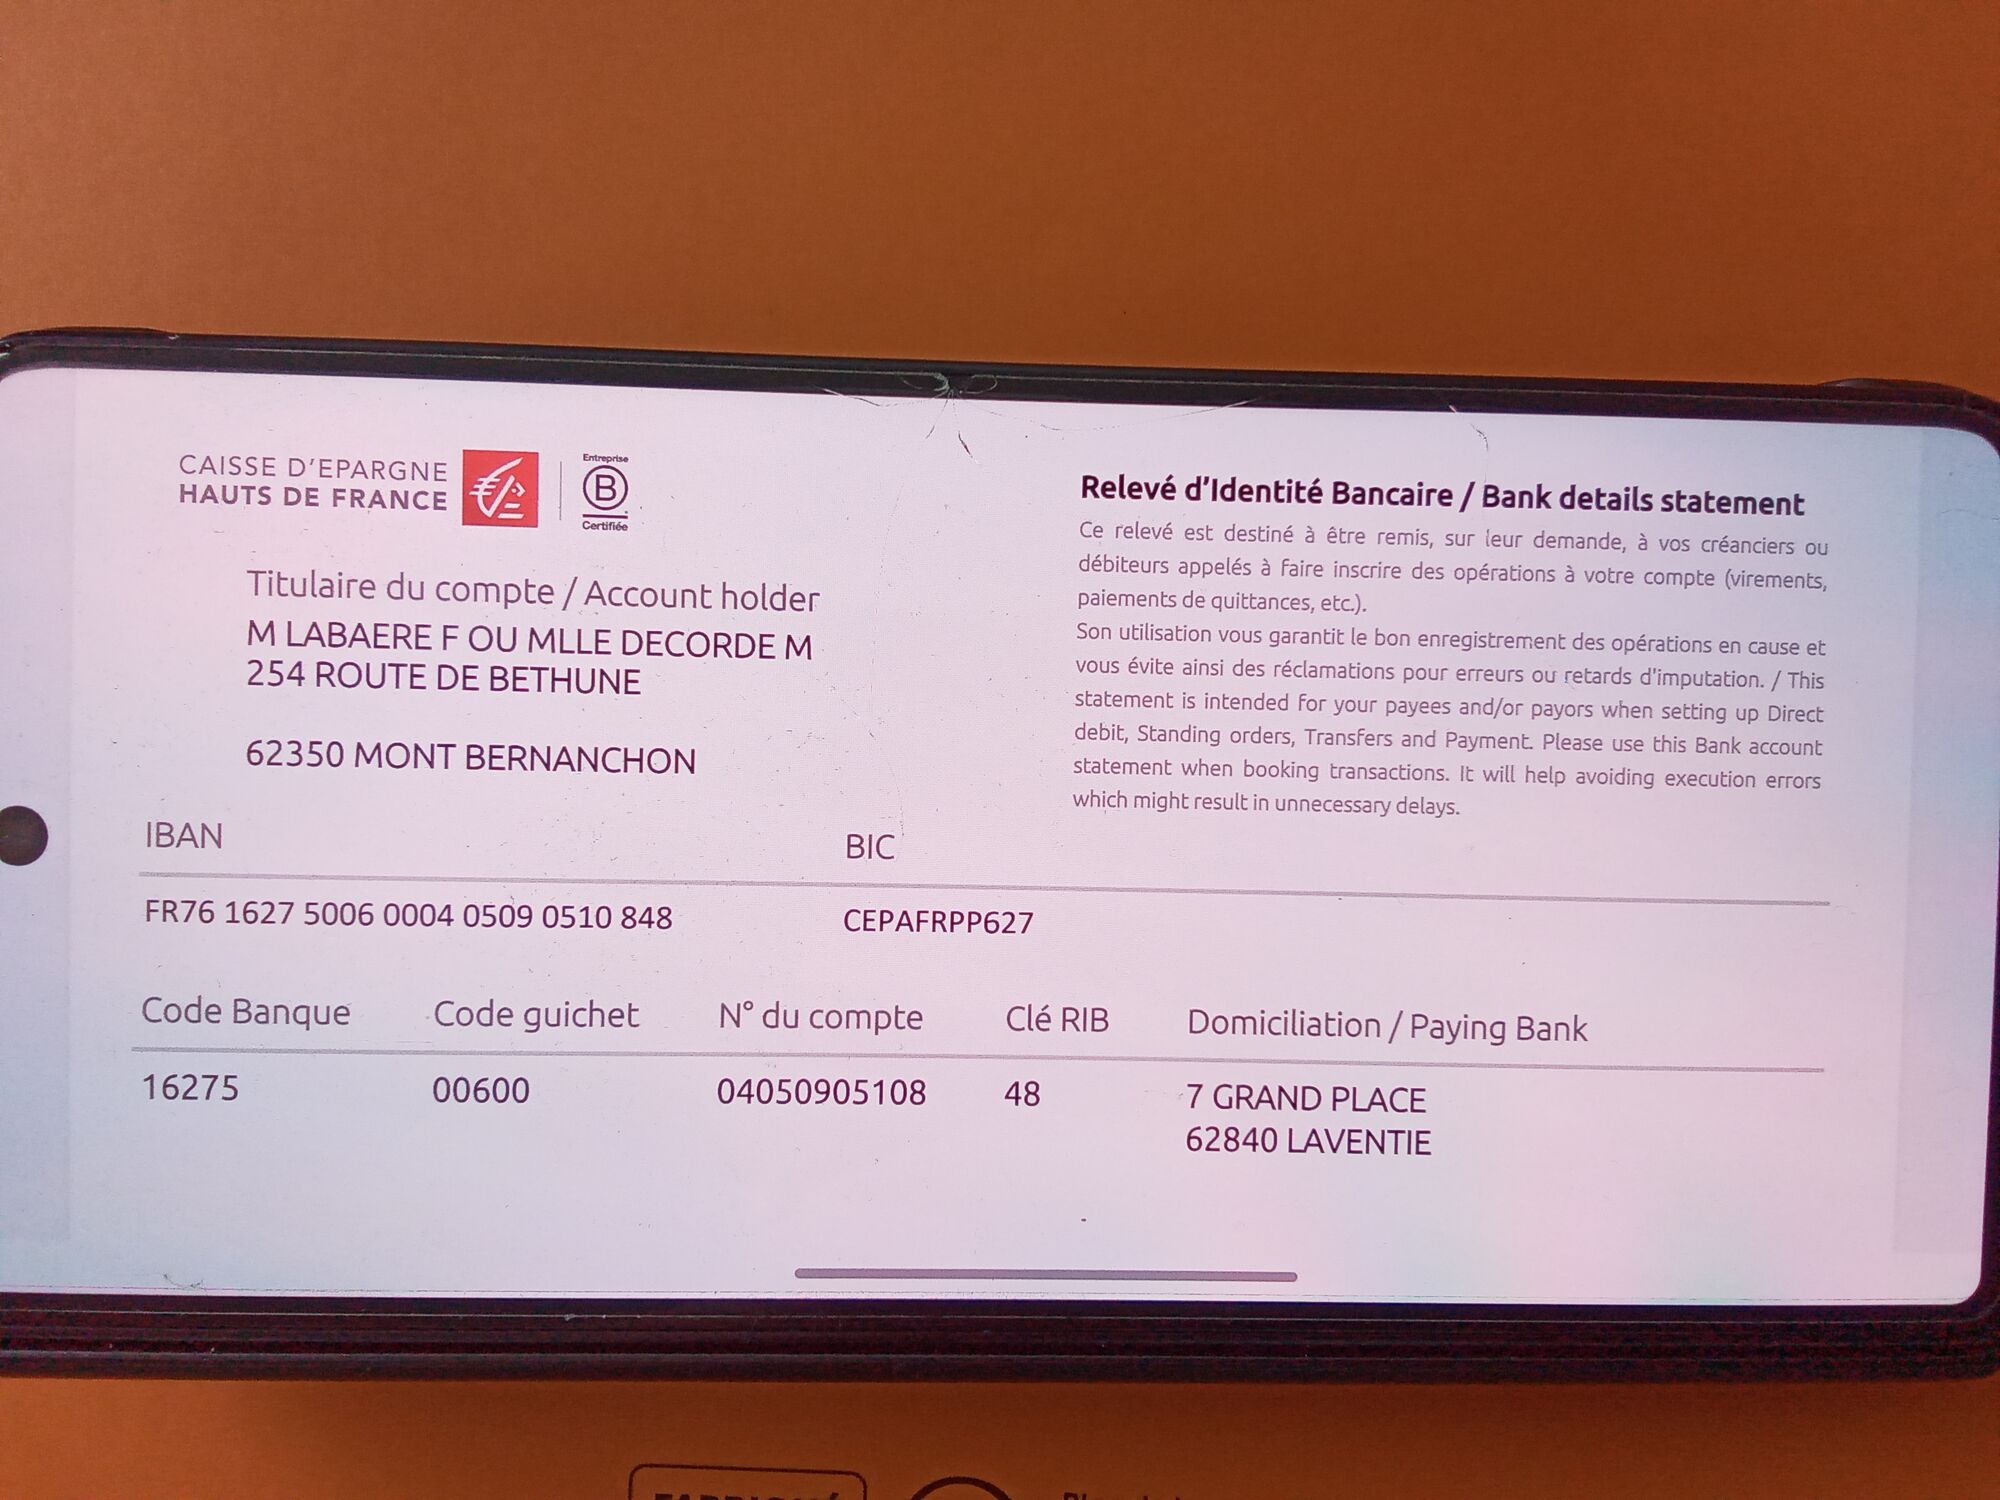 CAISSE D'EPARGNE
HAUTS DE FRANCE
Entreprise
B
Certifiée
Relevé d'Identité Bancaire / Bank details statement
Ce relevé est destiné à être remis, sur leur demande, à vos créanciers ou
débiteurs appelés à faire inscrire des opérations à votre compte (virements,
paiements de quittances, etc.).
Son utilisation vous garantit le bon enregistrement des opérations en cause et
vous évite ainsi des réclamations pour erreurs ou retards d'imputation. / This
statement is intended for your payees and/or payors when setting up Direct
debit, Standing orders, Transfers and Payment. Please use this Bank account
statement when booking transactions. It will help avoiding execution errors
which might result in unnecessary delays.
Titulaire du compte / Account holder
M LABAERE F OU MLLE DECORDE M
254 ROUTE DE BETHUNE
62350 MONT BERNANCHON
IBAN BIC
FR76 1627 5006 0004 0509 0510 848 CEPAFRPP627
Code Banque Code guichet N° du compte Clé RIB Domiciliation / Paying Bank
16275 00600 04050905108 48 7 GRAND PLACE
62840 LAVENTIE
FABRIQUÉ